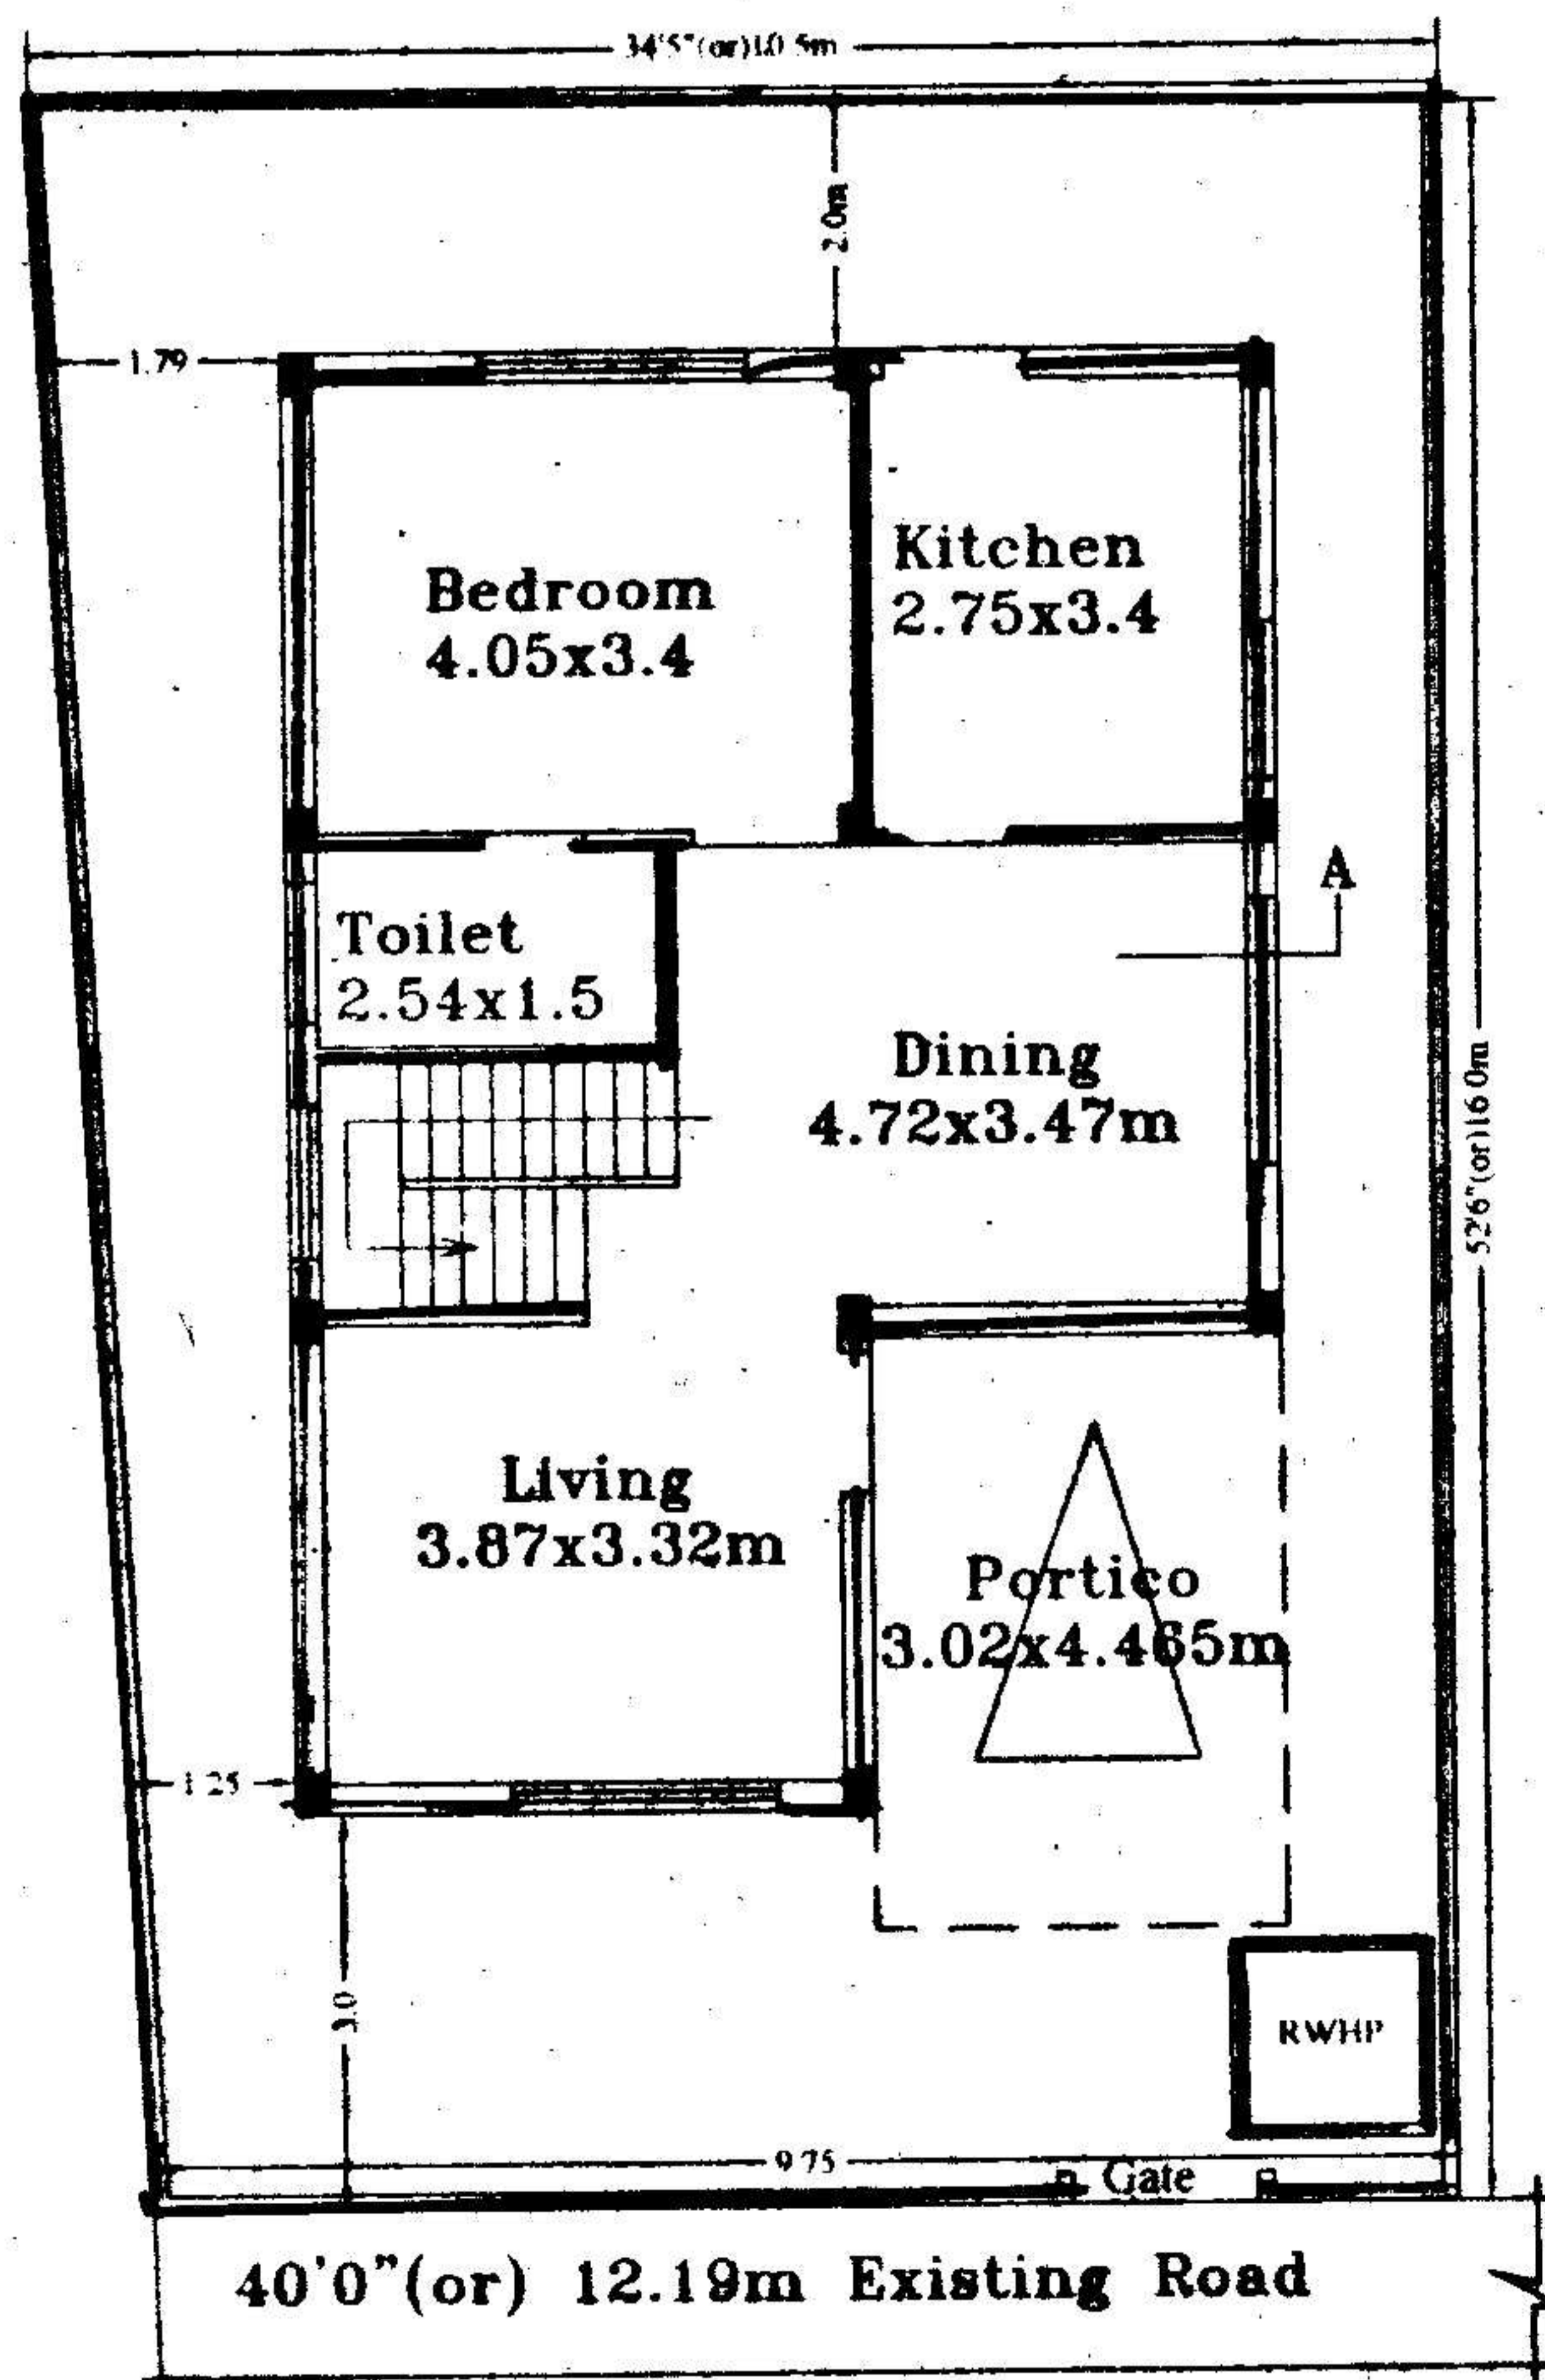 34'5"(or)10.5m
2.0m
1.79
Bedroom
4.05x3.4
Kitchen
2.75x3.4
A
Toilet
2.54x1.5
Dining
4.72x3.47m
52'6"(or)16.0m
Living
3.87x3.32m
Portico
3.02x4.465m
1.25
3.0
RWHP
9.75
Gate
40'0"(or) 12.19m Existing Road